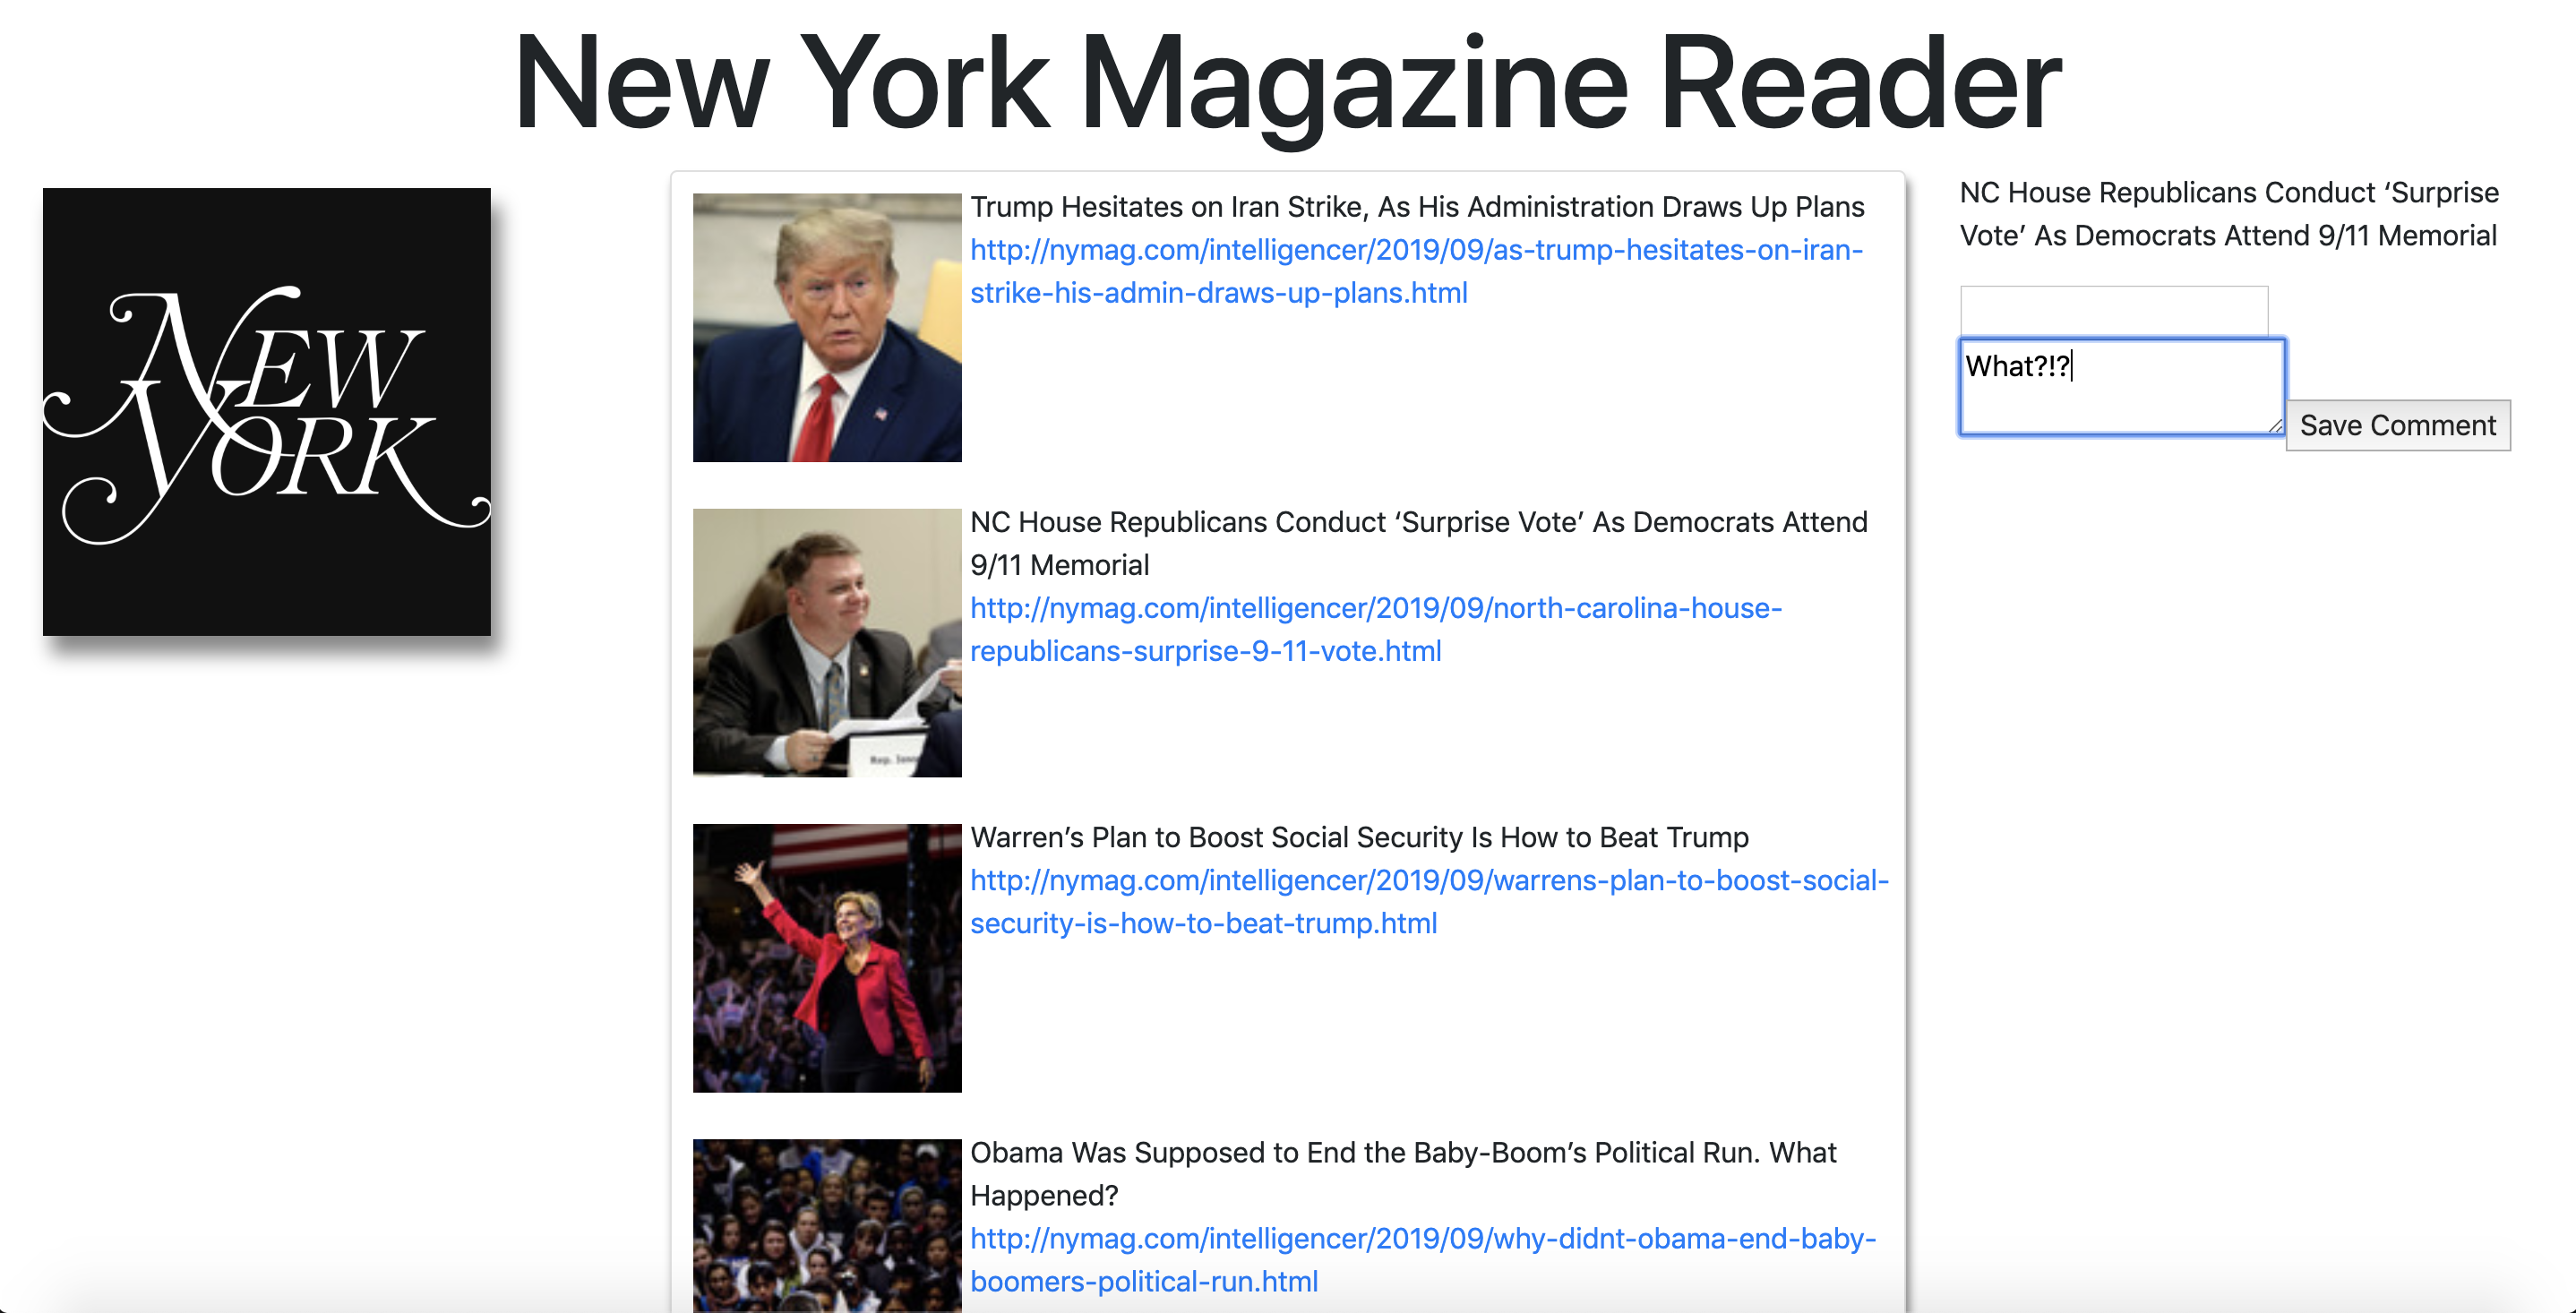 New York Magazine Reader
NEW
YORK
Trump Hesitates on Iran Strike, As His Administration Draws Up Plans
http://nymag.com/intelligencer/2019/09/as-trump-hesitates-on-iran-
strike-his-admin-draws-up-plans.html
NC House Republicans Conduct ‘Surprise Vote’ As Democrats Attend
9/11 Memorial
http://nymag.com/intelligencer/2019/09/north-carolina-house-
republicans-surprise-9-11-vote.html
Rep.
Warren’s Plan to Boost Social Security Is How to Beat Trump
http://nymag.com/intelligencer/2019/09/warrens-plan-to-boost-social-
security-is-how-to-beat-trump.html
Obama Was Supposed to End the Baby-Boom’s Political Run. What
Happened?
http://nymag.com/intelligencer/2019/09/why-didnt-obama-end-baby-
boomers-political-run.html
NC House Republicans Conduct ‘Surprise
Vote’ As Democrats Attend 9/11 Memorial
What?!?
Save Comment